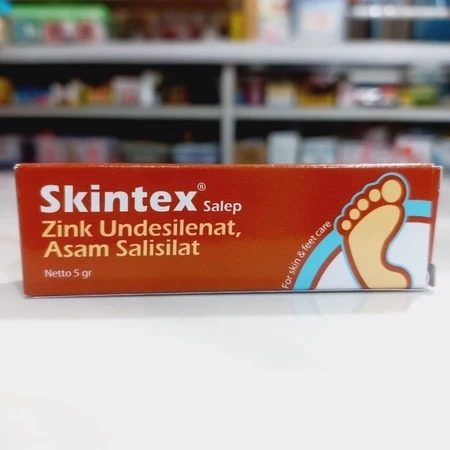 Skintex® Salep
Zink Undesilenat,
Asam Salisilat
Netto 5 gr
For skin & feet care